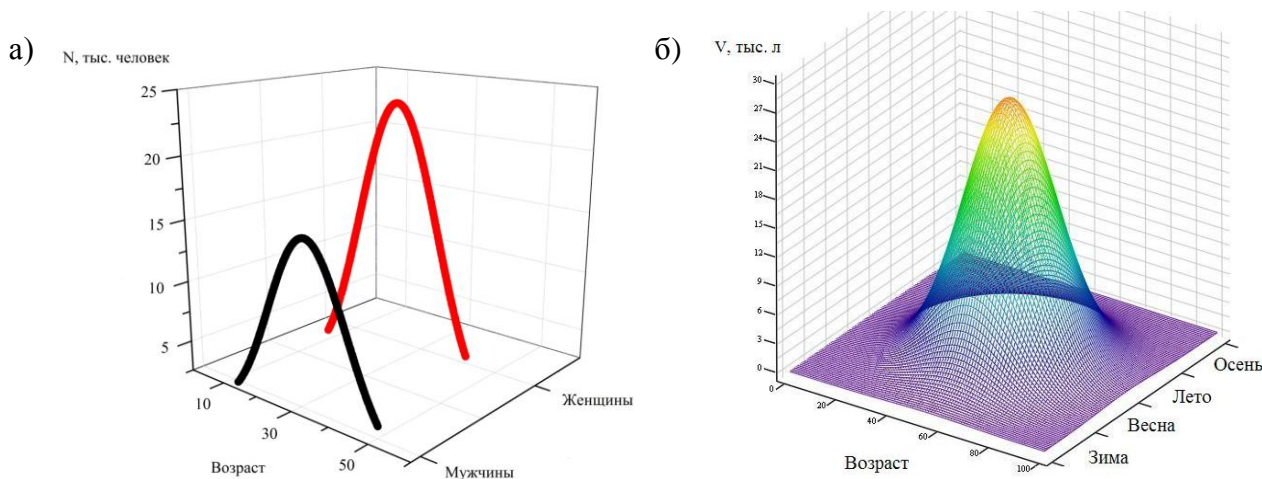 а)
N, тыс. человек
25
20
15
10
5
10
30
50
Возраст
Мужчины
Женщины
б)
V, тыс. л
30
27
24
21
18
15
12
9
6
3
0
0
20
40
60
80
100
Возраст
Зима
Весна
Лето
Осень